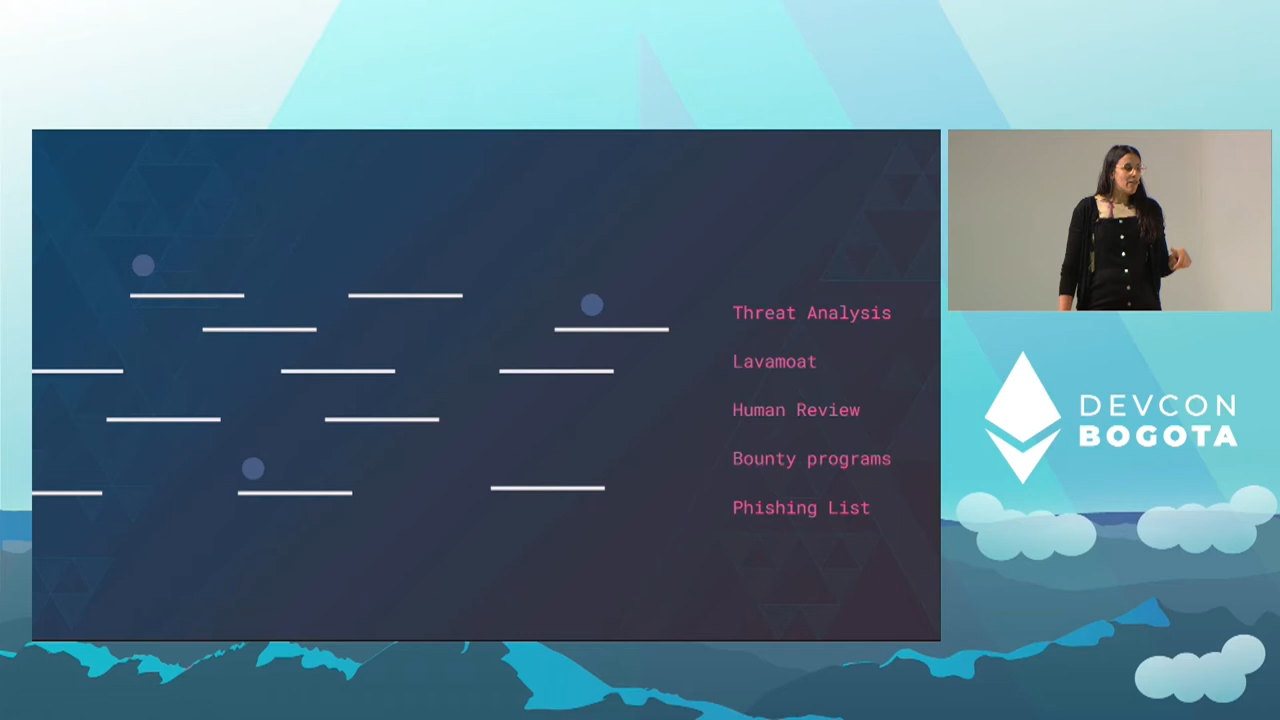 Threat Analysis
Lavamoat
Human Review
Bounty programs
Phishing List
DEVCON
BOGOTA